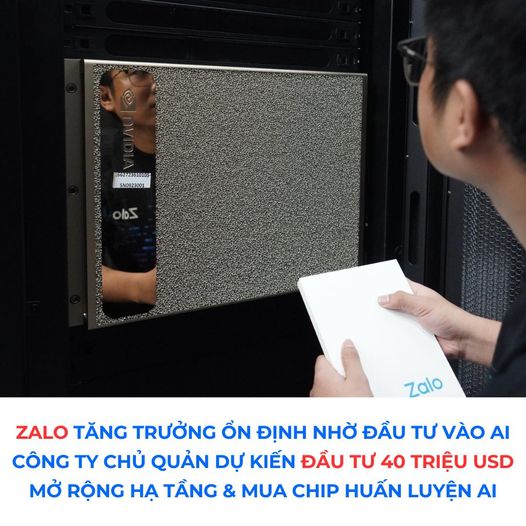 NVIDIA
SN0923001
Zalo
Zalo
ZALO TĂNG TRƯỞNG ỔN ĐỊNH NHỜ ĐẦU TƯ VÀO AI
CÔNG TY CHỦ QUẢN DỰ KIẾN ĐẦU TƯ 40 TRIỆU USD
MỞ RỘNG HẠ TẦNG & MUA CHIP HUẤN LUYỆN AI